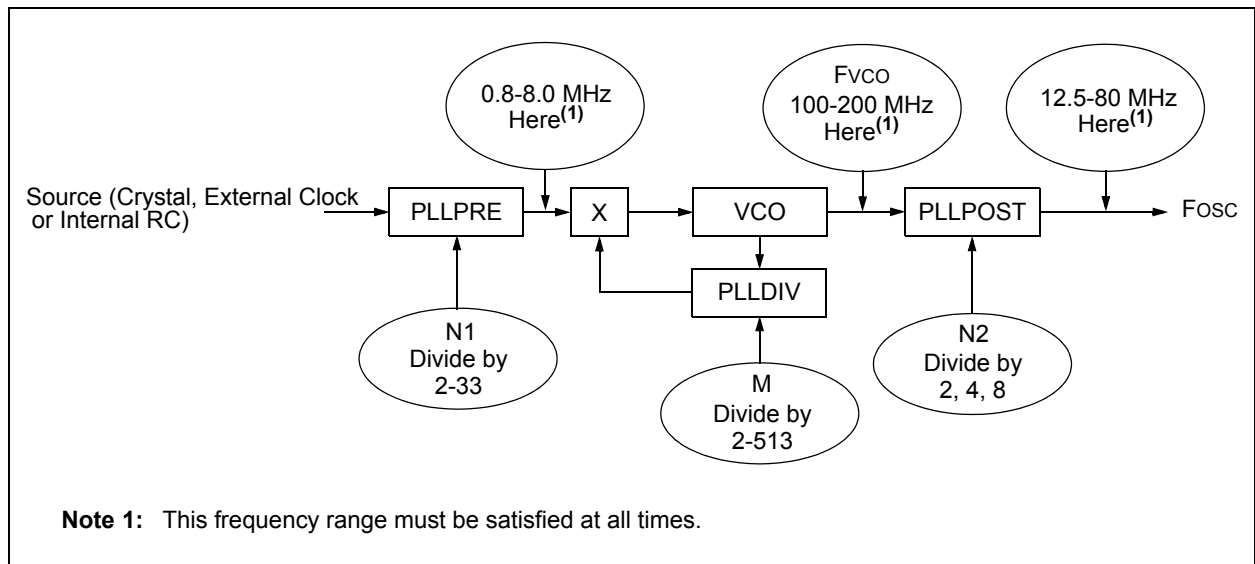 0.8-8.0 MHz
Here(1)
FVCO
100-200 MHz
Here(1)
12.5-80 MHz
Here(1)
Source (Crystal, External Clock
or Internal RC)
PLLPRE
X
VCO
PLLPOST
FOSC
PLLDIV
N1
Divide by
2-33
M
Divide by
2-513
N2
Divide by
2, 4, 8
Note 1: This frequency range must be satisfied at all times.